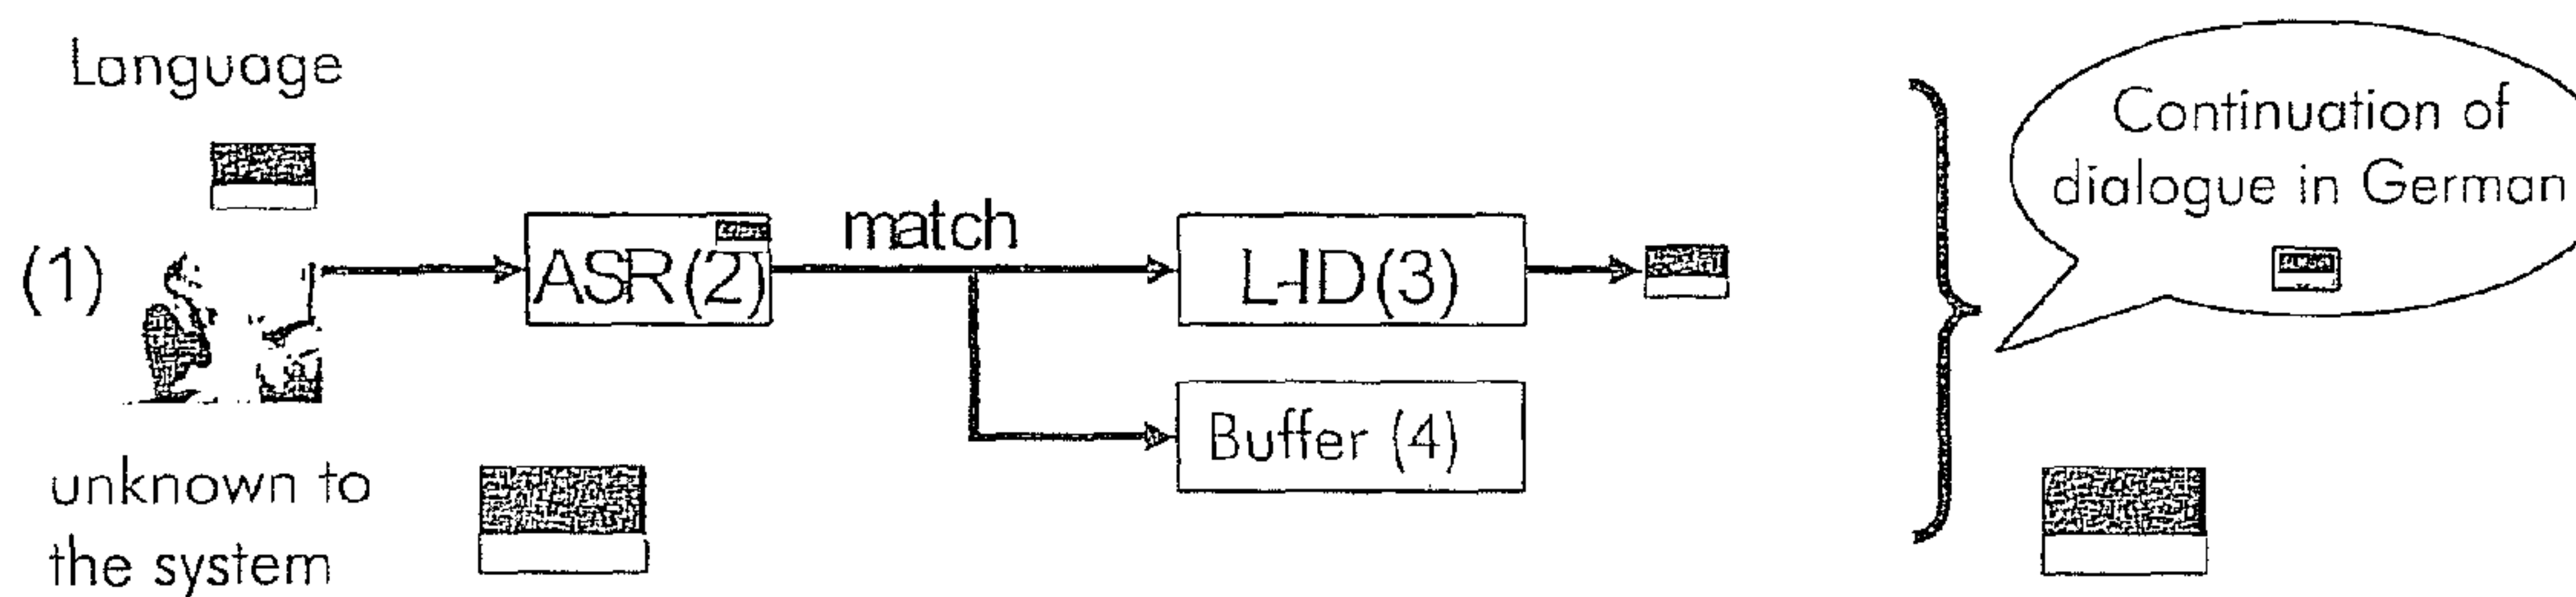 Language
(1)
ASR(2)
match
L-ID(3)
Buffer (4)
unknown to
the system
Continuation of
dialogue in German